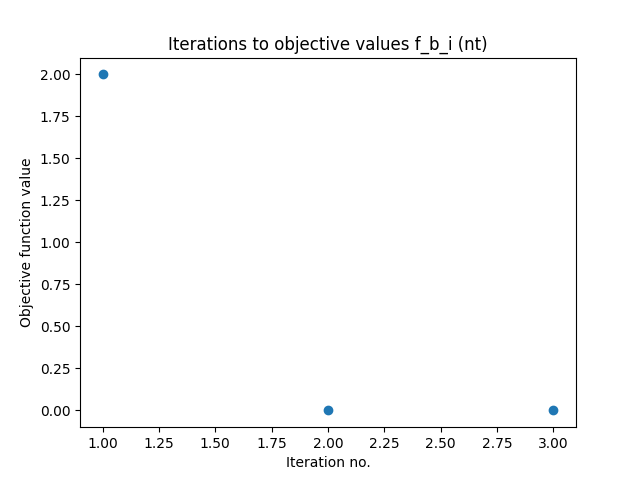 Iterations to objective values f_b_i (nt)
Objective function value
2.00
1.75
1.50
1.25
1.00
0.75
0.50
0.25
0.00
1.00 1.25 1.50 1.75 2.00 2.25 2.50 2.75 3.00
Iteration no.